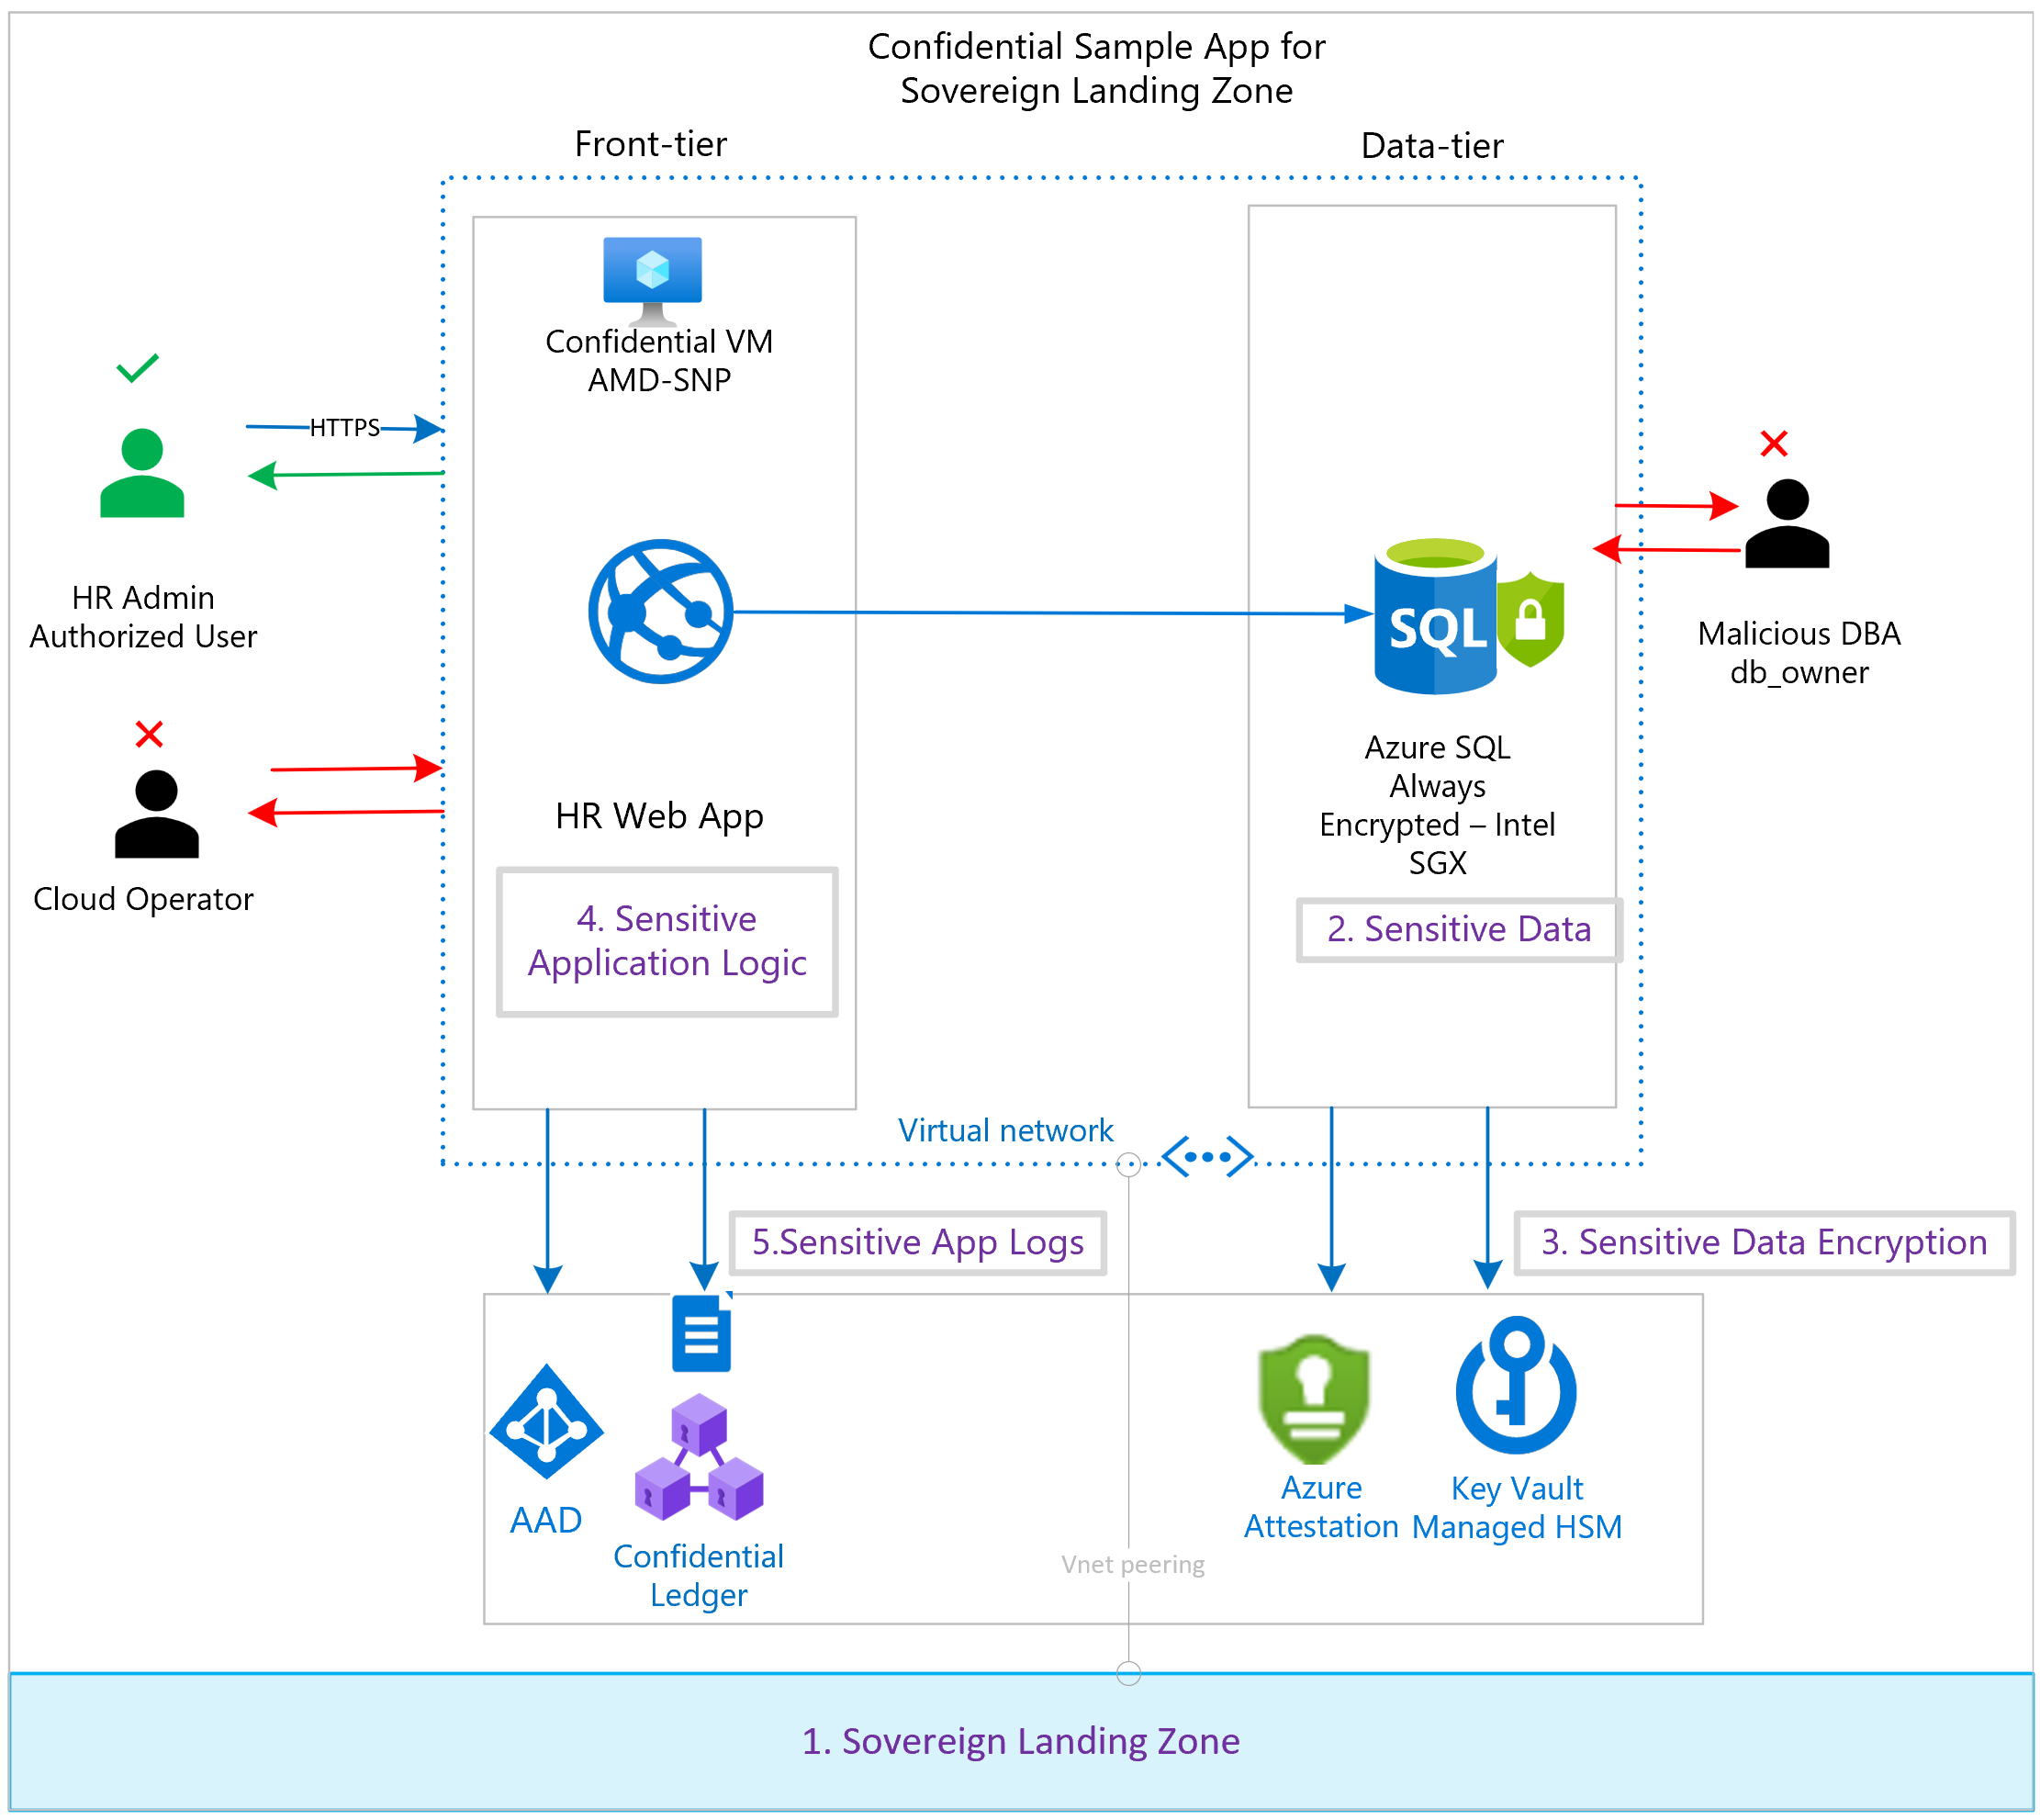 Confidential Sample App for
Sovereign Landing Zone
Front-tier
Data-tier
Confidential VM
AMD-SNP
HTTPS
HR Admin
Authorized User
SQL
Malicious DBA
db_owner
Cloud Operator
HR Web App
Azure SQL
Always
Encrypted – Intel
SGX
4. Sensitive
Application Logic
2. Sensitive Data
Virtual network
5.Sensitive App Logs
3. Sensitive Data Encryption
AAD
Confidential
Ledger
Azure
Attestation
Key Vault
Managed HSM
Vnet peering
1. Sovereign Landing Zone